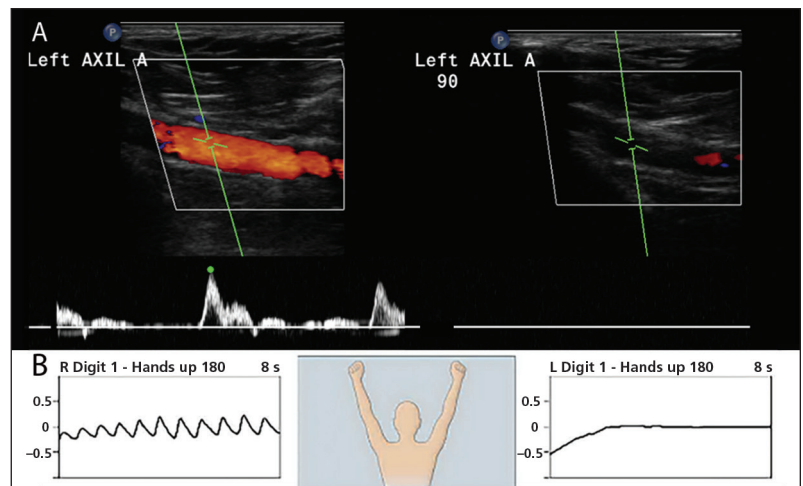 A
P
Left AXIL A
P
Left AXIL A
90
B
R Digit 1 - Hands up 180 8 s
0.5
0
–0.5
L Digit 1 - Hands up 180 8 s
0.5
0
–0.5